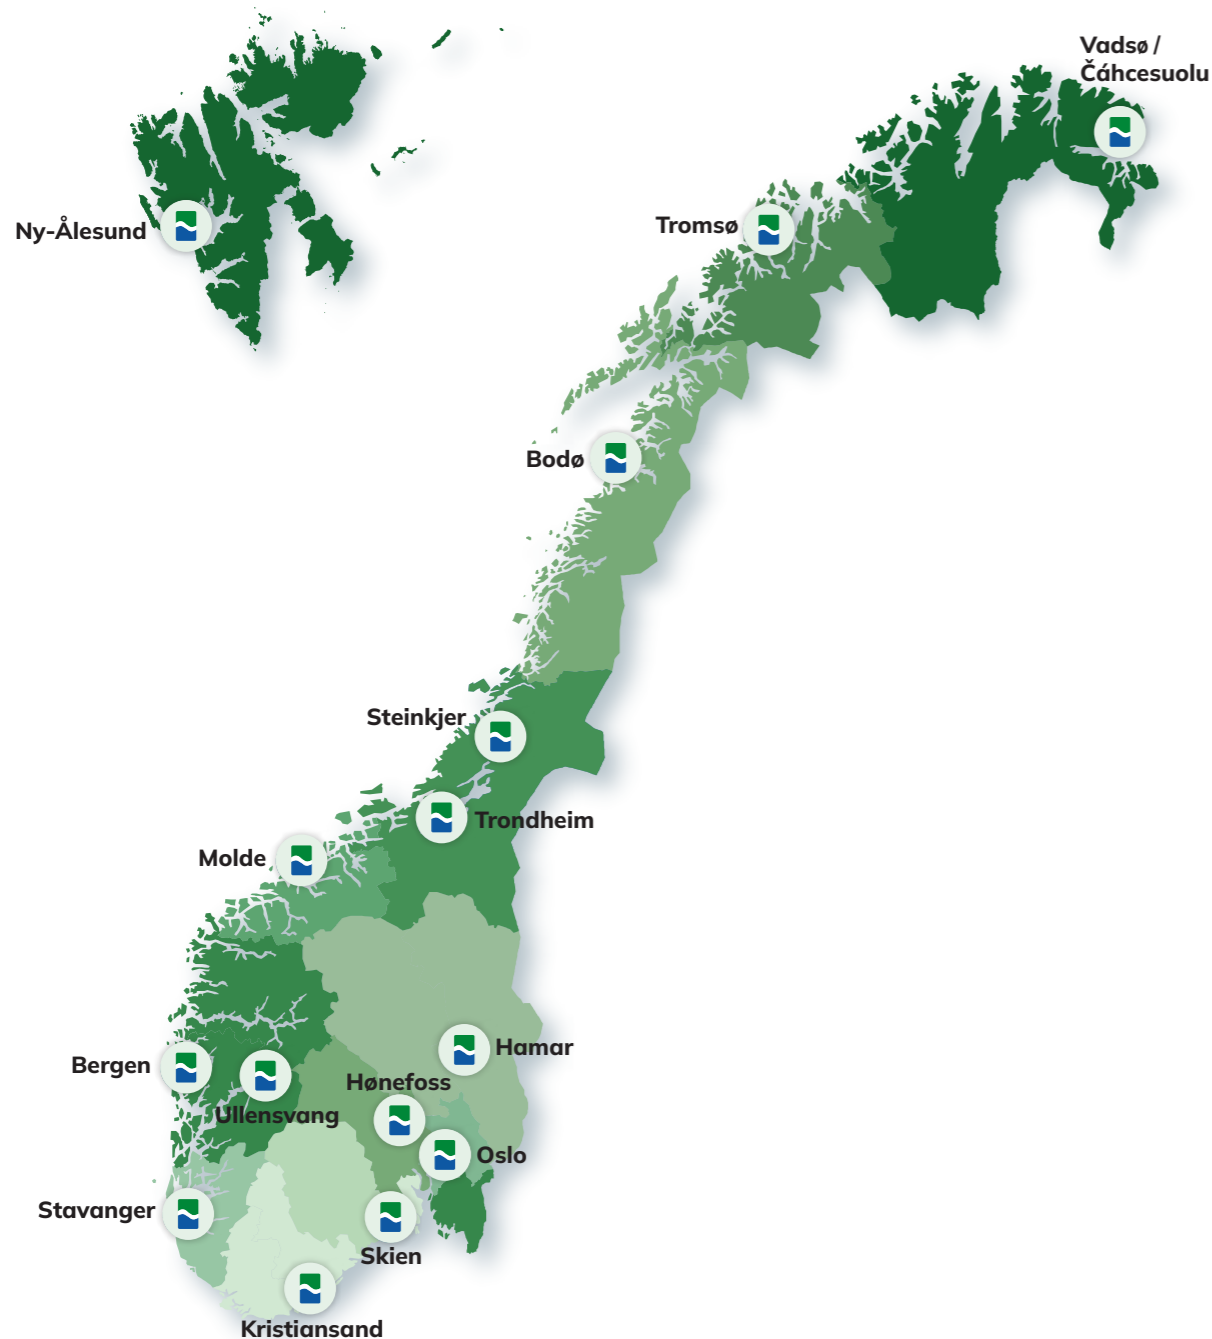 Vadsø /
Čáhcesuolu
Tromsø
Ny-Ålesund
Bodø
Steinkjer
Trondheim
Molde
Hamar
Bergen
Hønefoss
Ullensvang
Oslo
Stavanger
Skien
Kristiansand